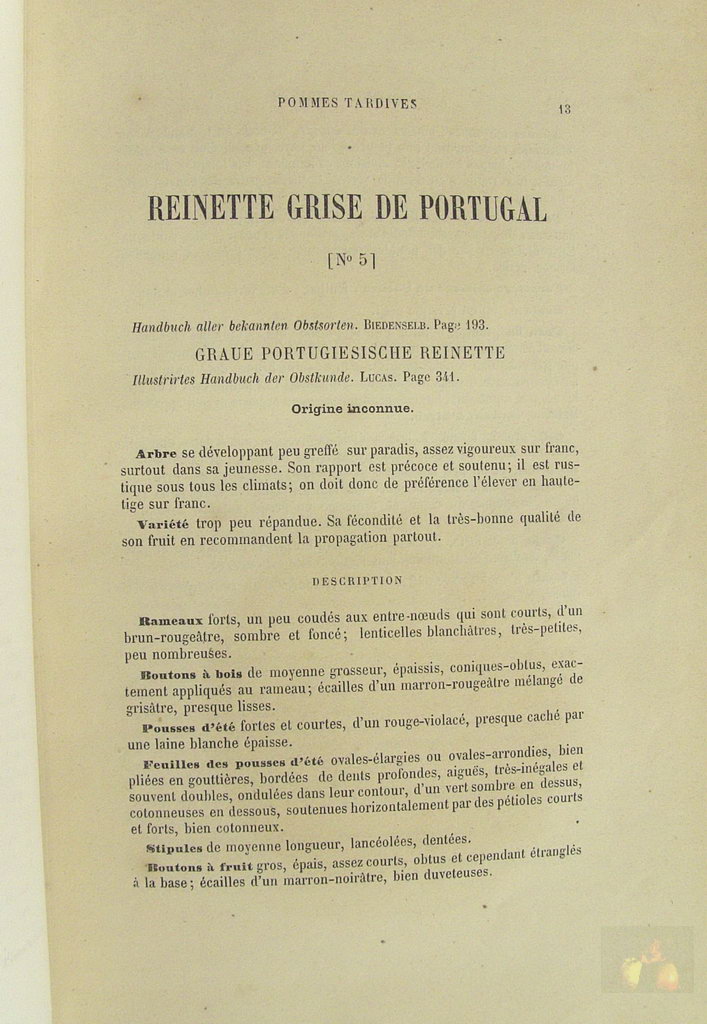 POMMES TARDIVES
13
REINETTE GRISE DE PORTUGAL
[No 5]
Handbuch aller bekannten Obstsorten. BIEDENSELB. Page 193.
GRAUE PORTUGIESISCHE REINETTE
Illustrirtes Handbuch der Obstkunde. LUCAS. Page 341.
Origine inconnue.
Arbre se développant peu greffé sur paradis, assez vigoureux sur franc,
surtout dans sa jeunesse. Son rapport est précoce et soutenu; il est rus-
tique sous tous les climats; on doit donc de préférence l'élever en haute-
tige sur franc.
Variété trop peu répandue. Sa fécondité et la très-bonne qualité de
son fruit en recommandent la propagation partout.
DESCRIPTION
Rameaux forts, un peu coudés aux entre-nœuds qui sont courts, d'un
brun-rougeâtre, sombre et foncé; lenticelles blanchâtres, très-petites,
peu nombreuses.
Boutons à bois de moyenne grosseur, épaissis, coniques-obtus, exac-
tement appliqués au rameau; écailles d'un marron-rougeâtre mélangé de
grisâtre, presque lisses.
Pousses d'été fortes et courtes, d'un rouge-violacé, presque caché par
une laine blanche épaisse.
Feuilles des pousses d'été ovales-élargies ou ovales-arrondies, bien
pliées en gouttières, bordées de dents profondes, aiguës, très-inégales et
souvent doubles, ondulées dans leur contour, d'un vert sombre en dessus,
cotonneuses en dessous, soutenues horizontalement par des pétioles courts
et forts, bien cotonneux.
Stipules de moyenne longueur, lancéolées, dentées.
Boutons à fruit gros, épais, assez courts, obtus et cependant étranglés
à la base; écailles d'un marron-noirâtre, bien duveteuses.